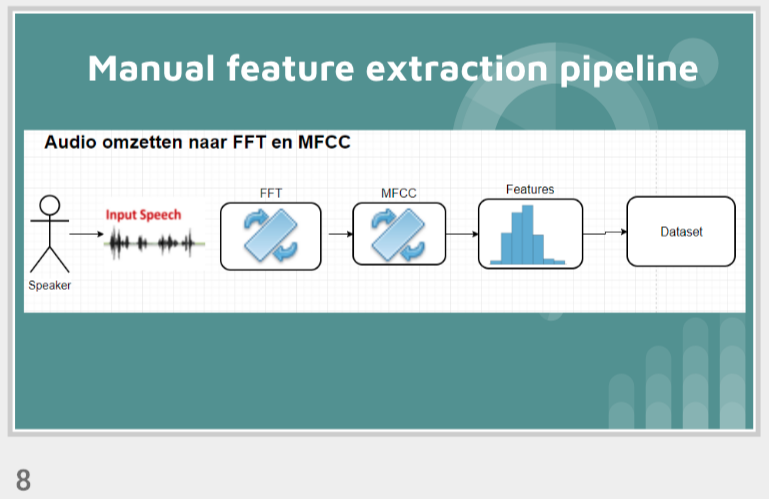 Manual feature extraction pipeline
Audio omzetten naar FFT en MFCC
Speaker
Input Speech
FFT
MFCC
Features
Dataset
8